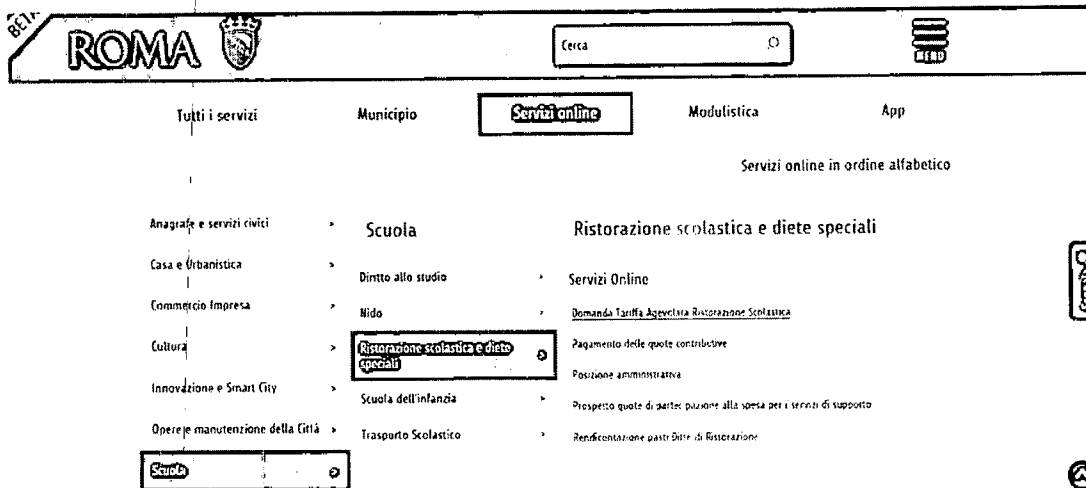 BETA
ROMA
Cerca
MENU
Tutti i servizi
Municipio
Servizi online
Modulistica
App
Servizi online in ordine alfabetico
Anagrafe e servizi civici
Casa e Urbanistica
Commercio Impresa
Cultura
Innovazione e Smart City
Opere e manutenzione della Città
Scuola
Scuola
Diritto allo studio
Nido
Ristorazione scolastica e diete
speciali
Scuola dell'infanzia
Trasporto Scolastico
Ristorazione scolastica e diete speciali
Servizi Online
Domanda Tariffa Agevolata Ristorazione Scolastica
Pagamento delle quote contributive
Posizione amministrativa
Prospetto quote di partecipazione alla spesa per i servizi di supporto
Rendicontazione pasti Ditte di Ristorazione